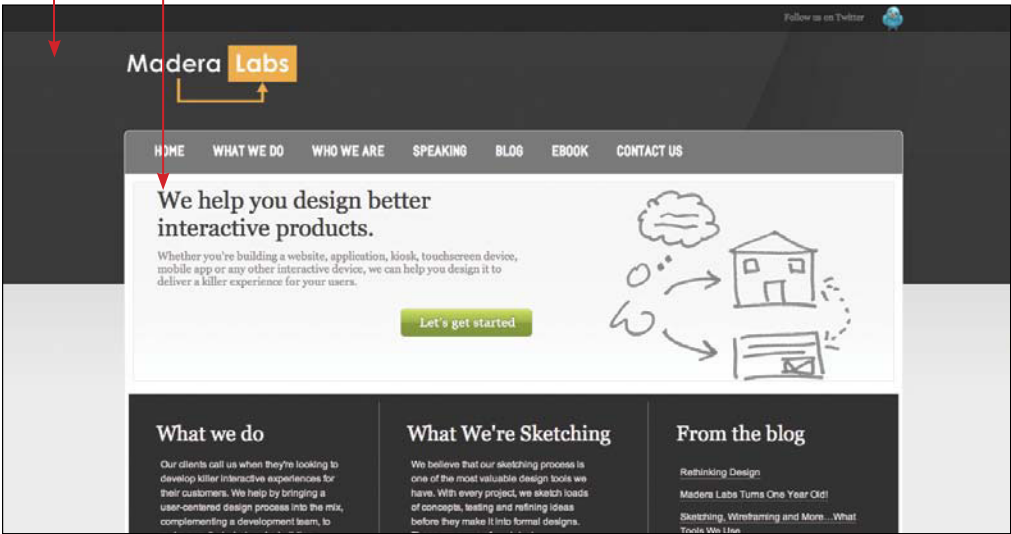 Follow us on Twitter
Madera Labs
HOME WHAT WE DO WHO WE ARE SPEAKING BLOG EBOOK CONTACT US
We help you design better
interactive products.
Whether you're building a website, application, kiosk, touchscreen device,
mobile app or any other interactive device, we can help you design it to
deliver a killer experience for your users.
Let's get started
What we do
Our clients call us when they're looking to
develop killer interactive experiences for
their customers. We help by bringing a
user-centered design process into the mix,
complementing a development team, to
What We're Sketching
We believe that our sketching process is
one of the most valuable design tools we
have. With every project, we sketch loads
of concepts, testing and refining ideas
before they make it into formal designs.
From the blog
Rethinking Design
Madera Labs Turns One Year Old!
Sketching, Wireframing and More...What
Tools We Use